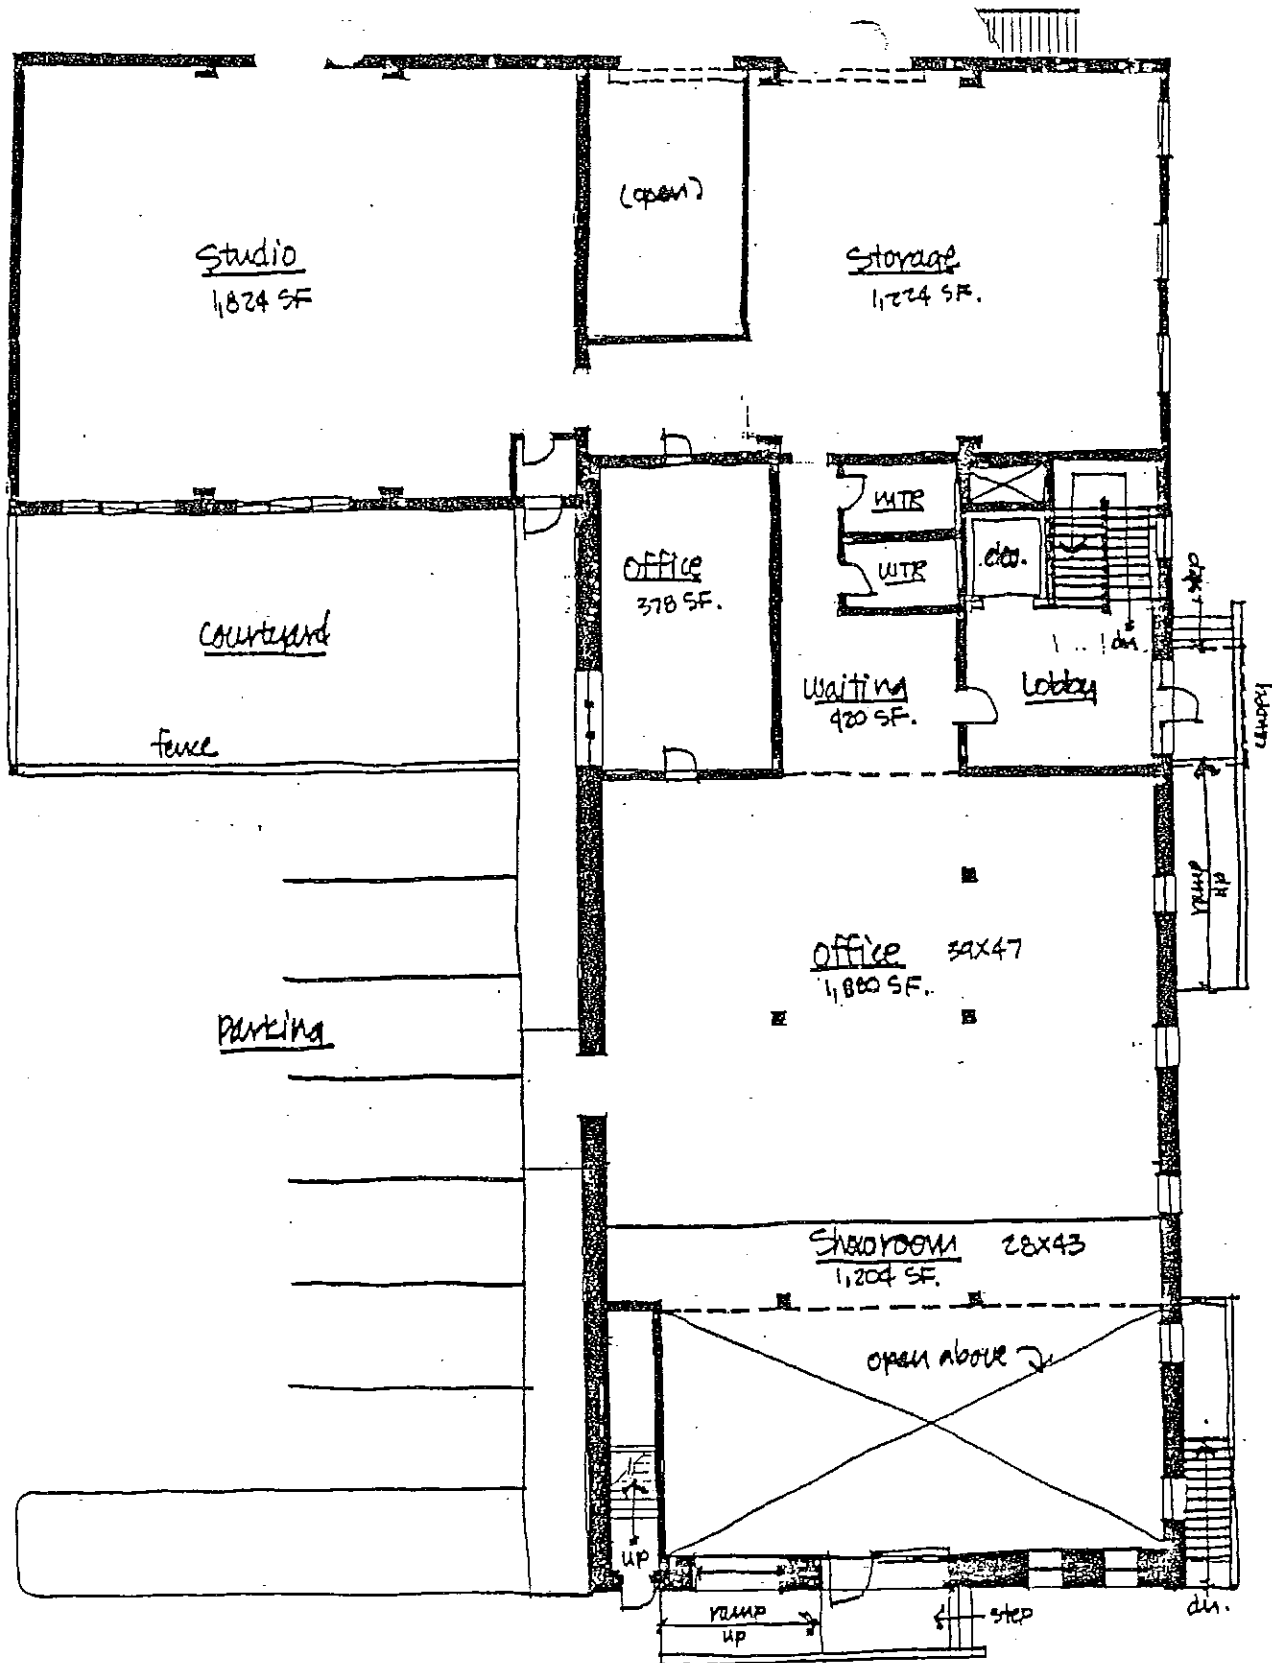 (open)
Studio
1,824 SF
Storage
1,224 SF.
Office
378 SF.
WTR
WTR
elev.
step
Courtyard
Waiting
420 SF.
Lobby
dn.
canopy
fence
ramp
up
Office 39X47
1,880 SF.
Parking
Showroom 28X43
1,204 SF.
open above
up
ramp
up
step
dn.